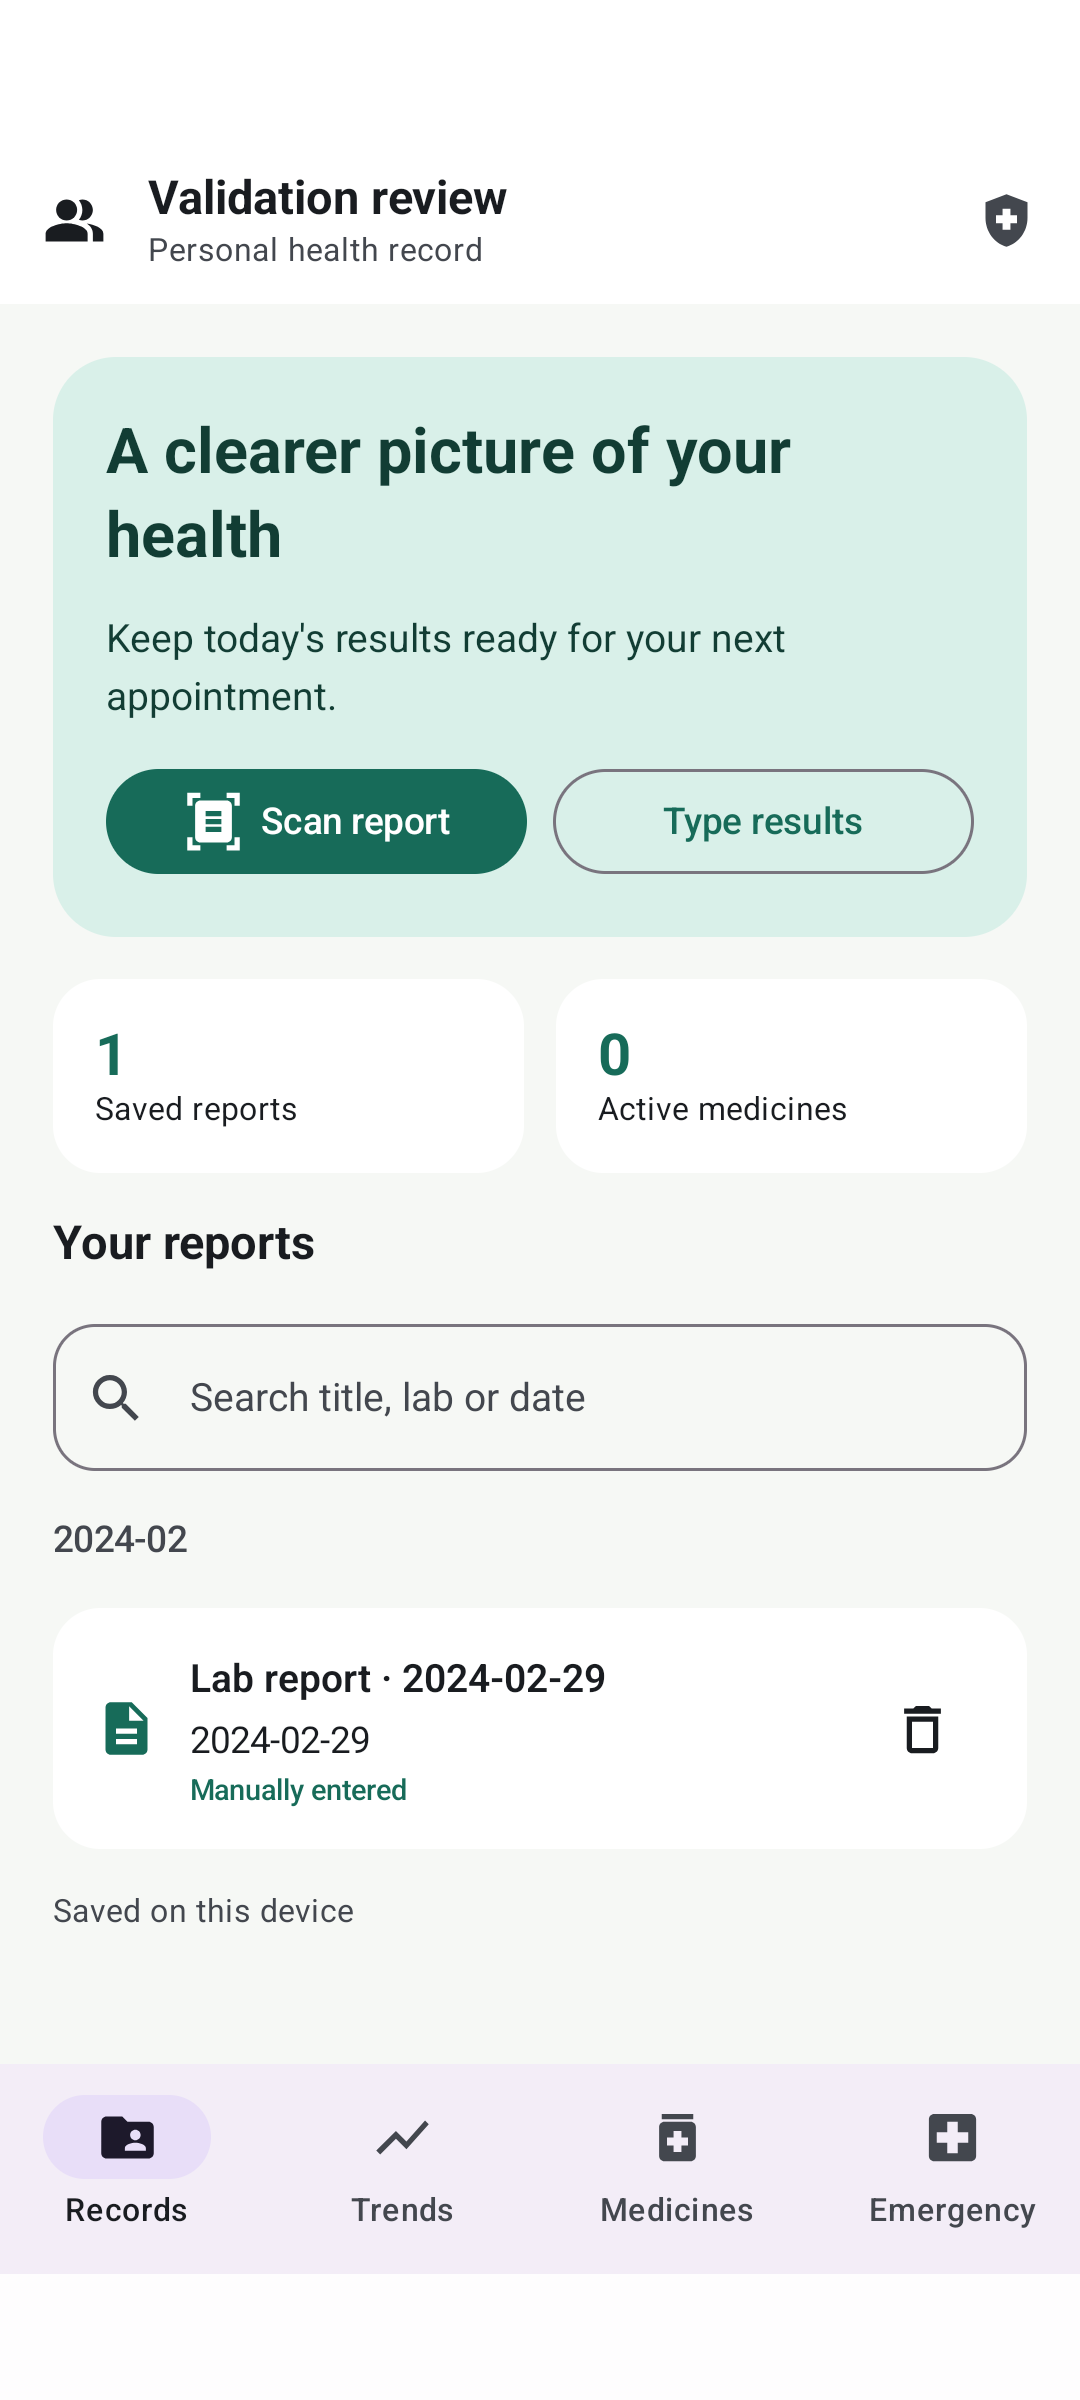 Validation review
Personal health record
A clearer picture of your
health
Keep today's results ready for your next
appointment.
Scan report
Type results
1
Saved reports
0
Active medicines
Your reports
Search title, lab or date
2024-02
Lab report · 2024-02-29
2024-02-29
Manually entered
Saved on this device
Records
Trends
Medicines
Emergency